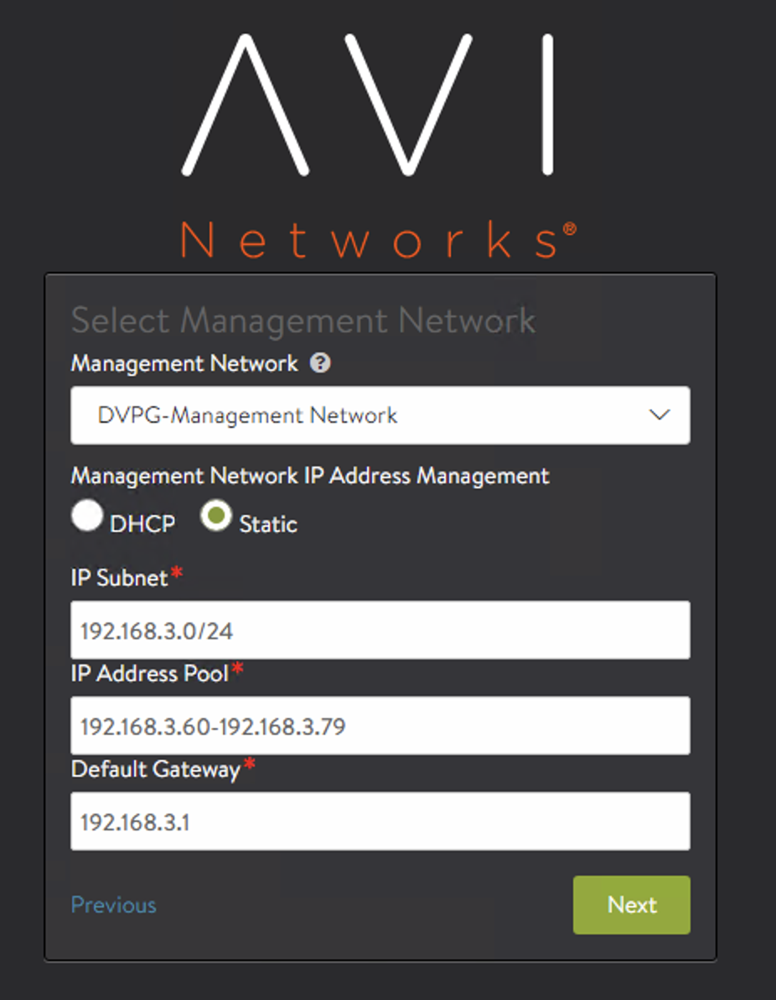 AVI
Networks®
Select Management Network
Management Network ?
DVPG-Management Network
Management Network IP Address Management
DHCP Static
IP Subnet*
192.168.3.0/24
IP Address Pool*
192.168.3.60-192.168.3.79
Default Gateway*
192.168.3.1
Previous Next